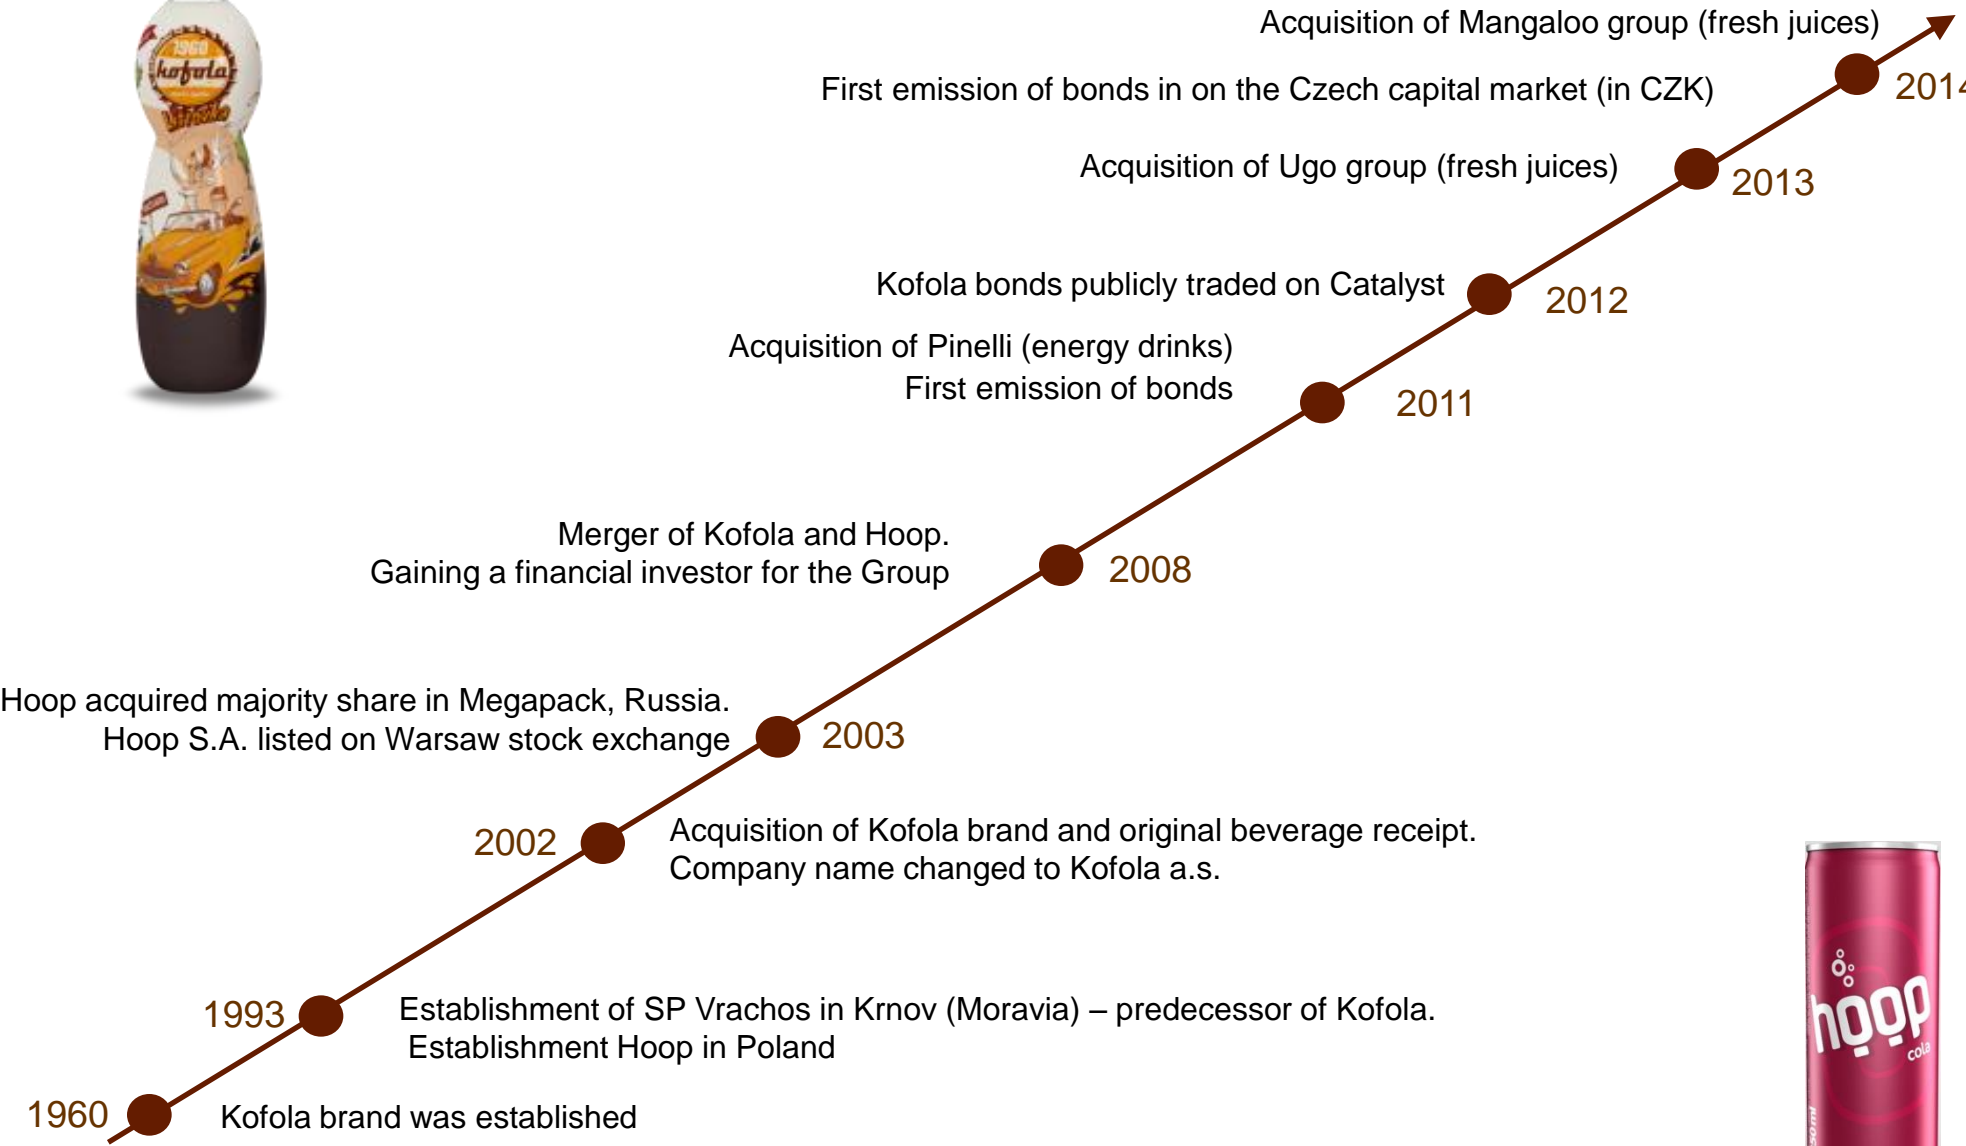 Acquisition of Mangaloo group (fresh juices)
First emission of bonds in on the Czech capital market (in CZK)
2014
Acquisition of Ugo group (fresh juices)
2013
Kofola bonds publicly traded on Catalyst
2012
Acquisition of Pinelli (energy drinks)
First emission of bonds
2011
Merger of Kofola and Hoop.
Gaining a financial investor for the Group
2008
Hoop acquired majority share in Megapack, Russia.
Hoop S.A. listed on Warsaw stock exchange
2003
2002
Acquisition of Kofola brand and original beverage receipt.
Company name changed to Kofola a.s.
1993
Establishment of SP Vrachos in Krnov (Moravia) – predecessor of Kofola.
Establishment Hoop in Poland
1960
Kofola brand was established
1960
kofola
hoop
cola
50 ml